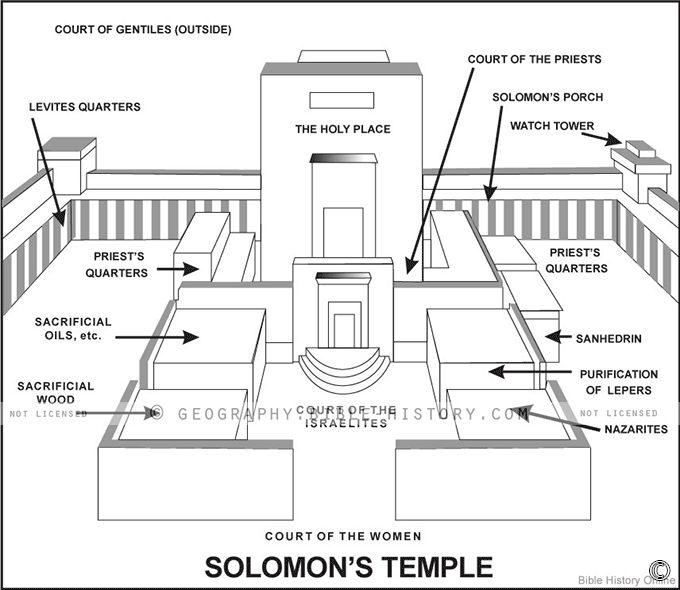 COURT OF GENTILES (OUTSIDE)
COURT OF THE PRIESTS
SOLOMON'S PORCH
LEVITES QUARTERS
WATCH TOWER
THE HOLY PLACE
PRIEST'S
QUARTERS
PRIEST'S
QUARTERS
SACRIFICIAL
OILS, etc.
SANHEDRIN
PURIFICATION
OF LEPERS
SACRIFICIAL
WOOD
NOT LICENSED
© GEOGRAPHY.BIBLE-HISTORY.COM
NOT LICENSED
COURT OF THE
ISRAELITES
NAZARITES
COURT OF THE WOMEN
SOLOMON'S TEMPLE
©
Bible History Online